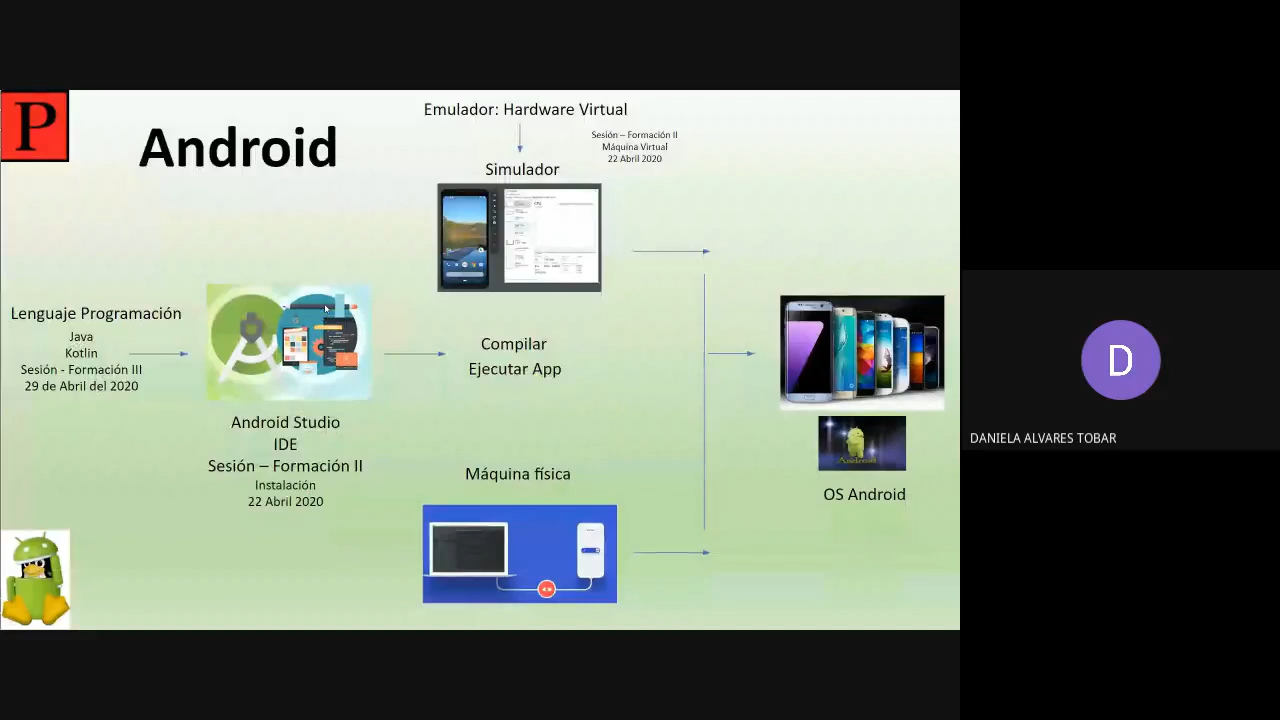 P
Android
Emulador: Hardware Virtual
Sesión – Formación II
Máquina Virtual
22 Abril 2020
Simulador
Lenguaje Programación
Java
Kotlin
Sesión - Formación III
29 de Abril del 2020
Android Studio
IDE
Sesión – Formación II
Instalación
22 Abril 2020
Compilar
Ejecutar App
Máquina física
Android
OS Android
D
DANIELA ALVARES TOBAR